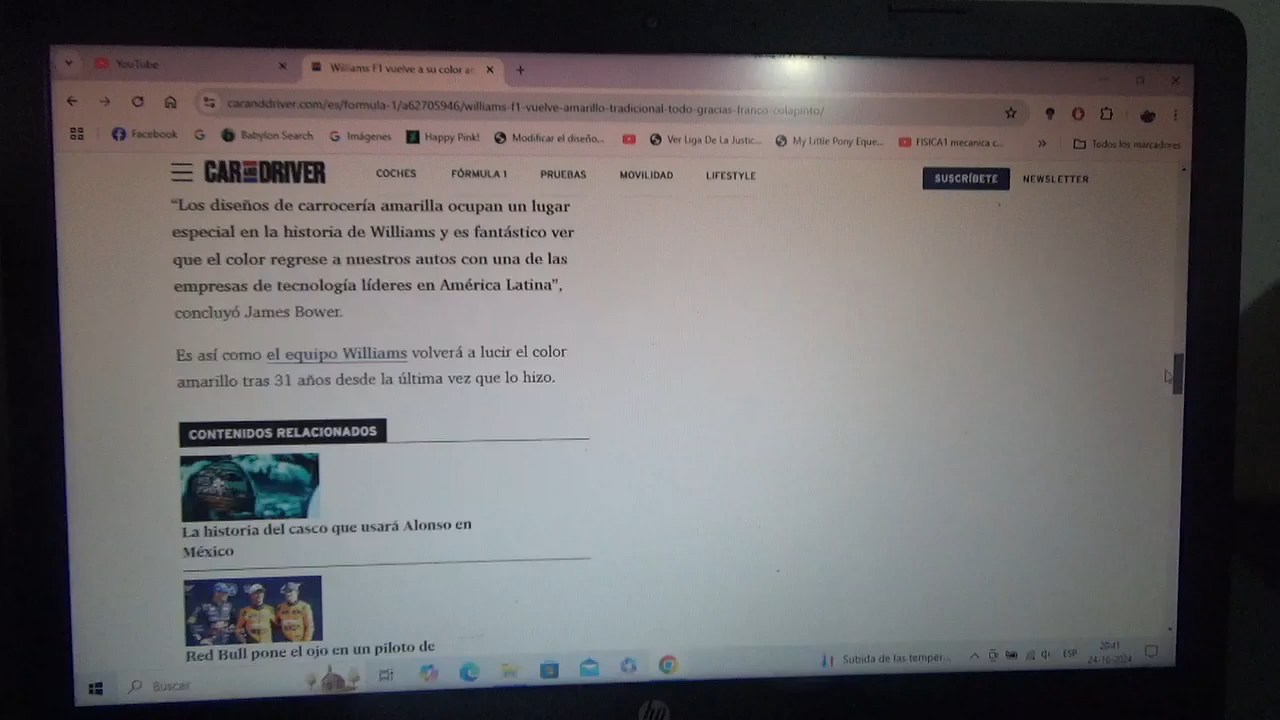 YouTube
Williams F1 vuelve a su color ar
caranddriver.com/es/formula-1/a62705946/williams-f1-vuelve-amarillo-tradicional-todo-gracias-franco-colapinto/
Facebook
Babylon Search
Imágenes
Happy Pink!
Modificar el diseño...
Ver Liga De La Justic...
My Little Pony Eque...
FISICA1 mecanica c...
»
Todos los marcadores
CAR AND DRIVER
COCHES
FÓRMULA 1
PRUEBAS
MOVILIDAD
LIFESTYLE
SUSCRÍBETE
NEWSLETTER
“Los diseños de carrocería amarilla ocupan un lugar
especial en la historia de Williams y es fantástico ver
que el color regrese a nuestros autos con una de las
empresas de tecnología líderes en América Latina”,
concluyó James Bower.
Es así como el equipo Williams volverá a lucir el color
amarillo tras 31 años desde la última vez que lo hizo.
CONTENIDOS RELACIONADOS
La historia del casco que usará Alonso en
México
Red Bull pone el ojo en un piloto de
Buscar
Subida de las temper...
ESP
20:41
24-10-2024
hp